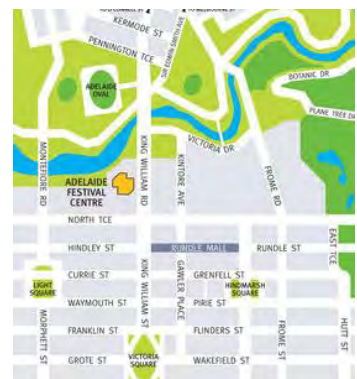 KERMODE ST
PENNINGTON TCE
SIR EDWIN SMITH AVE
ADELAIDE
OVAL
BOTANIC DR
PLANE TREE
MONTEFIORE RD
KING WILLIAM RD
VICTORIA DR
KINTORE AVE
FROME RD
ADELAIDE
FESTIVAL
CENTRE
NORTH TCE
EAST TCE
HINDLEY ST
RUNDLE MALL
RUNDLE ST
CURRIE ST
GRENFELL ST
LIGHT
SQUARE
HINDMARSH
SQUARE
KING WILLIAM ST
GAWLER PLACE
WAYMOUTH ST
PIRIE ST
MORPHETT ST
FRANKLIN ST
FLINDERS ST
FROME ST
HUTT ST
GROTE ST
VICTORIA
SQUARE
WAKEFIELD ST